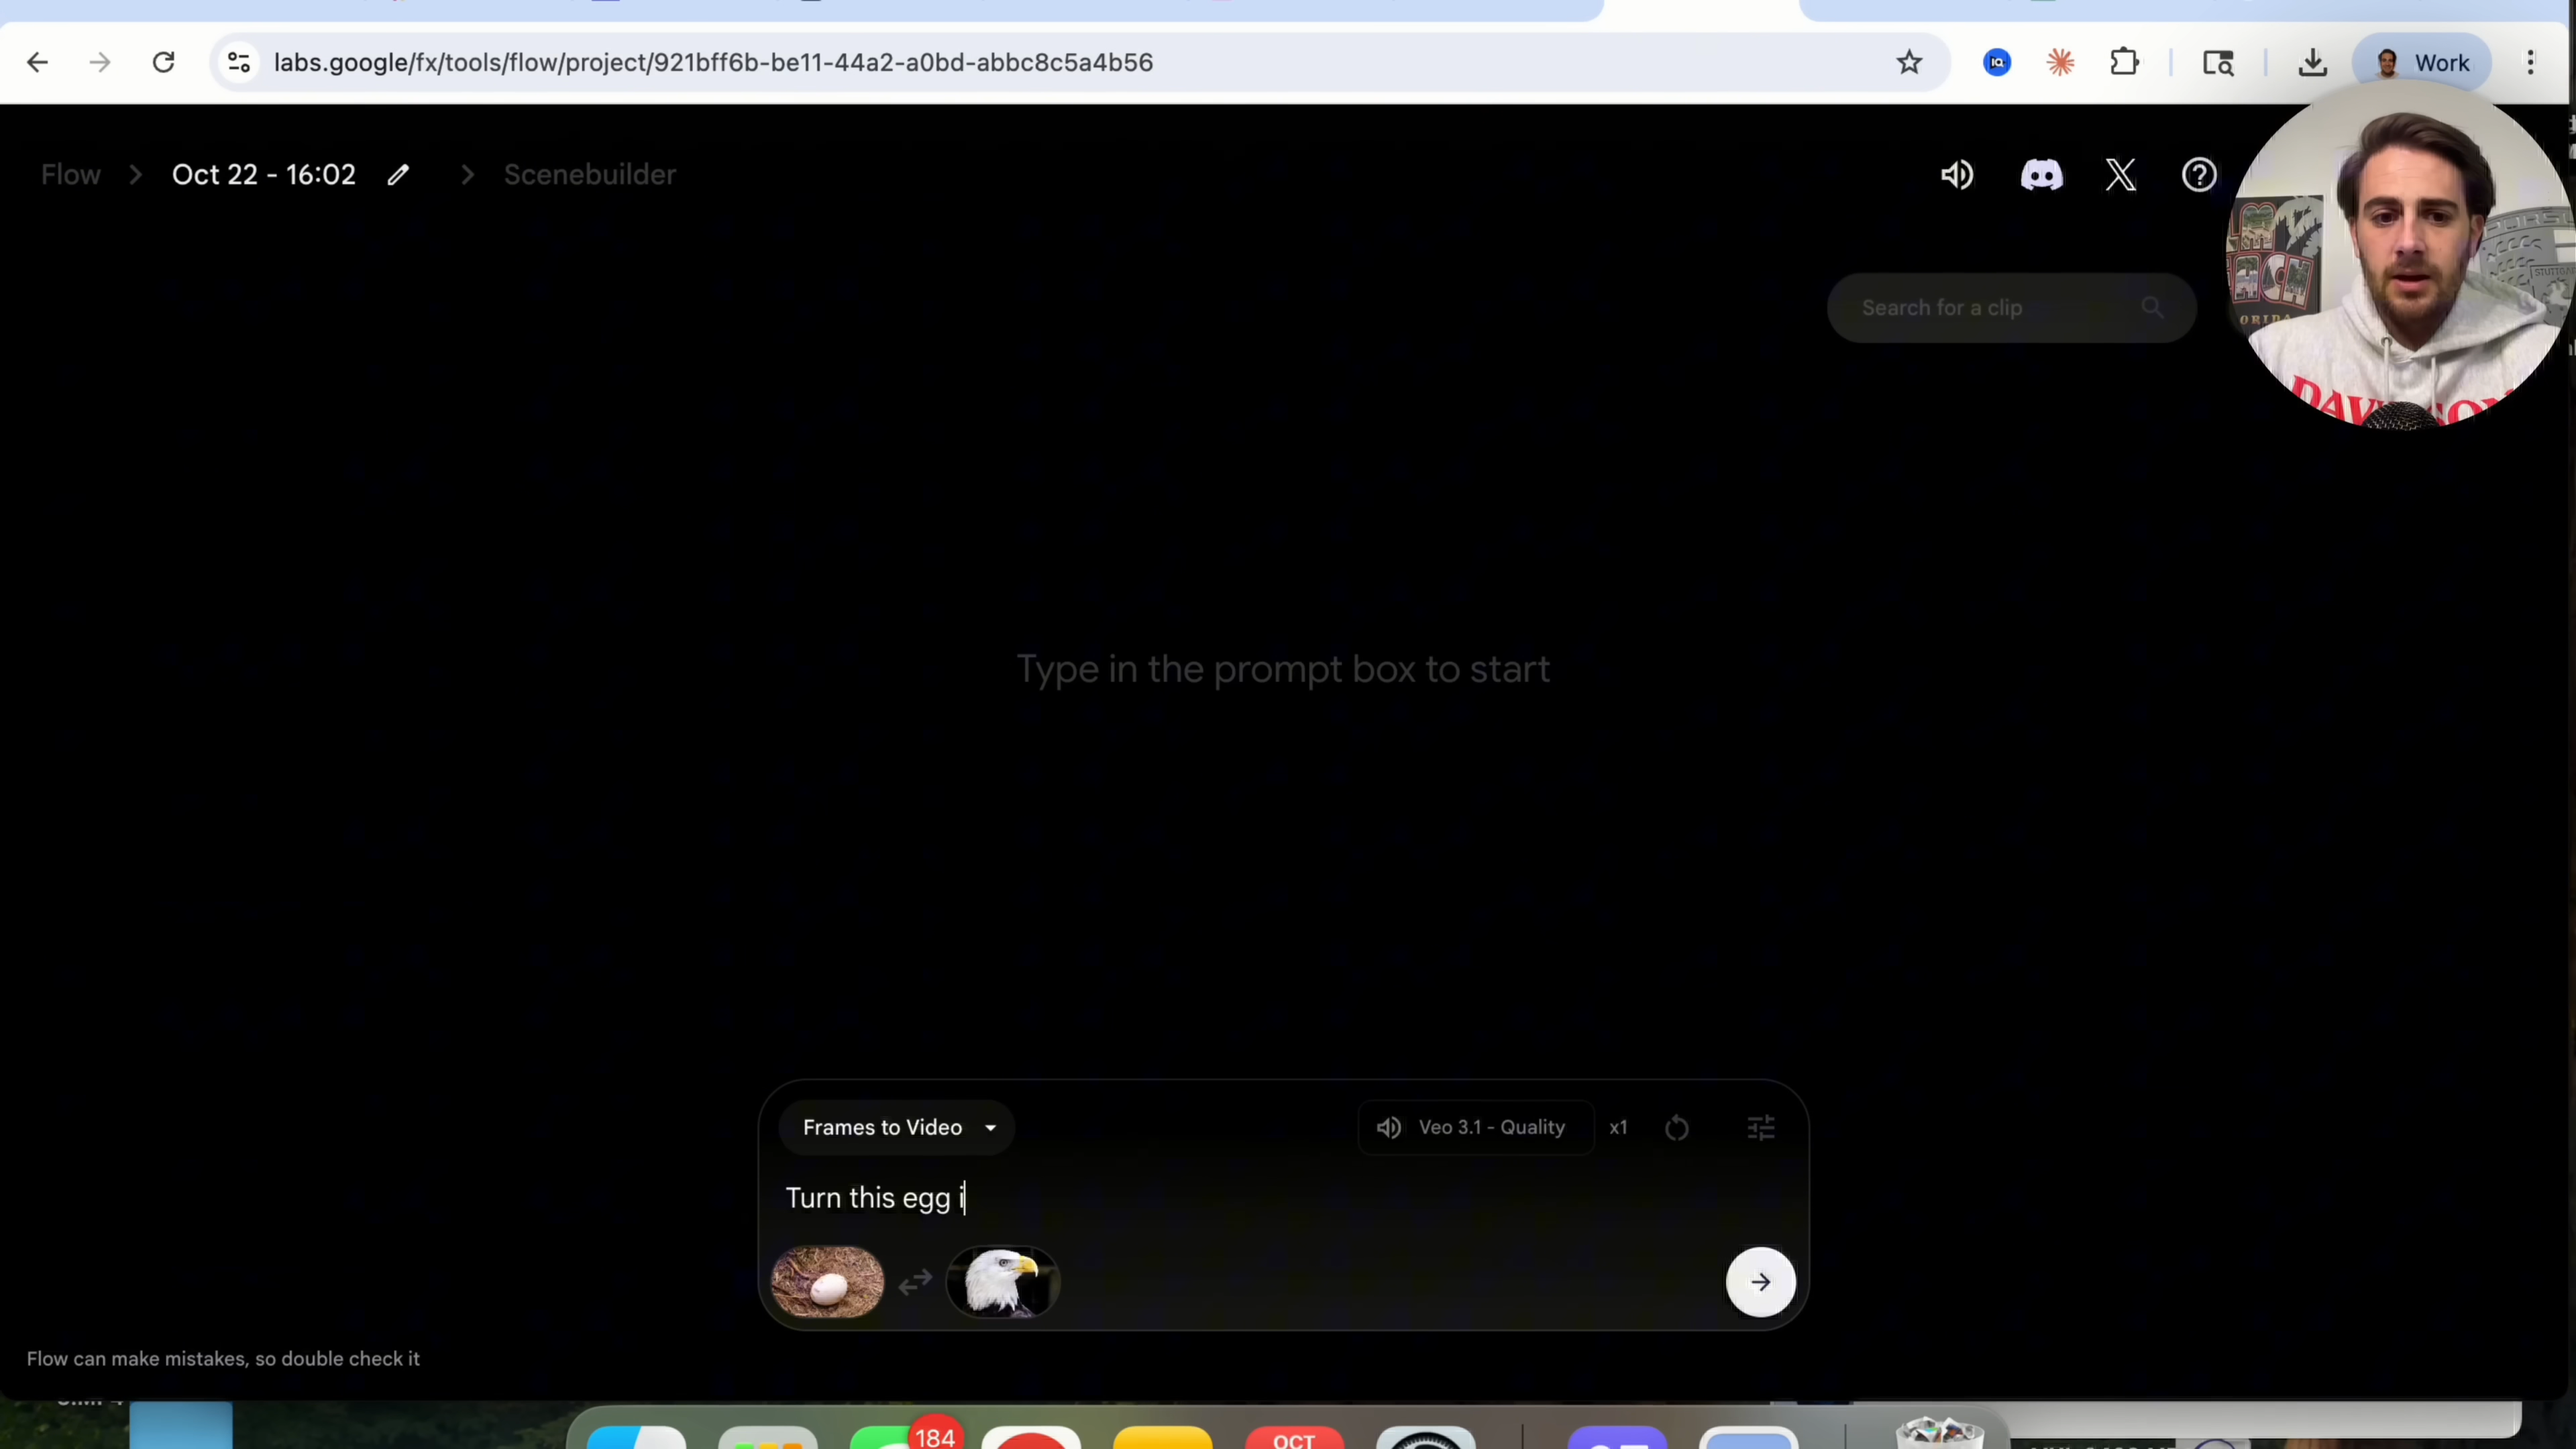 labs.google/fx/tools/flow/project/921bff6b-be11-44a2-a0bd-abbc8c5a4b56
Work
Flow
Oct 22 - 16:02
Scenebuilder
Search for a clip
Type in the prompt box to start
Frames to Video
Veo 3.1 - Quality
x1
Turn this egg i
Flow can make mistakes, so double check it
184
OCT